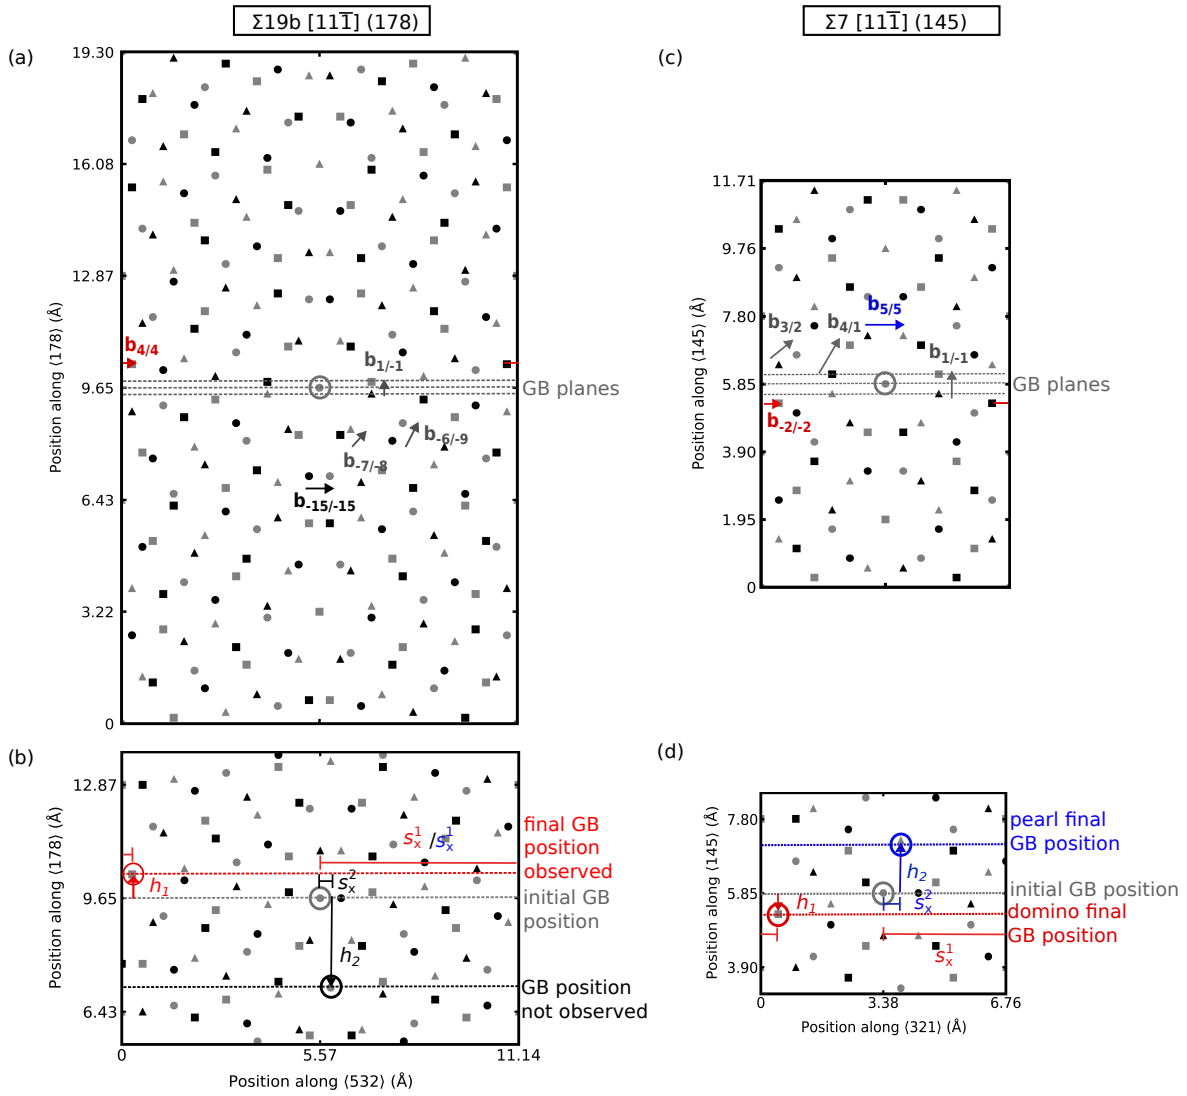 Σ19b [111̅] (178)
Σ7 [111̅] (145)
(a)
19.30
16.08
12.87
9.65
6.43
3.22
0
Position along ⟨178⟩ (Å)
b4/4
b1/-1
b-6/-9
b-7/-8
b-15/-15
GB planes
(c)
11.71
9.76
7.80
5.85
3.90
1.95
0
Position along ⟨145⟩ (Å)
b5/5
b3/2
b4/1
b1/-1
b-2/-2
GB planes
(b)
12.87
9.65
6.43
Position along ⟨178⟩ (Å)
0
5.57
11.14
Position along ⟨532⟩ (Å)
h1
sx1/sx1
sx2
h2
final GB
position
observed
initial GB
position
GB position
not observed
(d)
7.80
5.85
3.90
Position along ⟨145⟩ (Å)
0
3.38
6.76
Position along ⟨321⟩ (Å)
h1
h2
sx2
sx1
pearl final
GB position
initial GB position
domino final
GB position